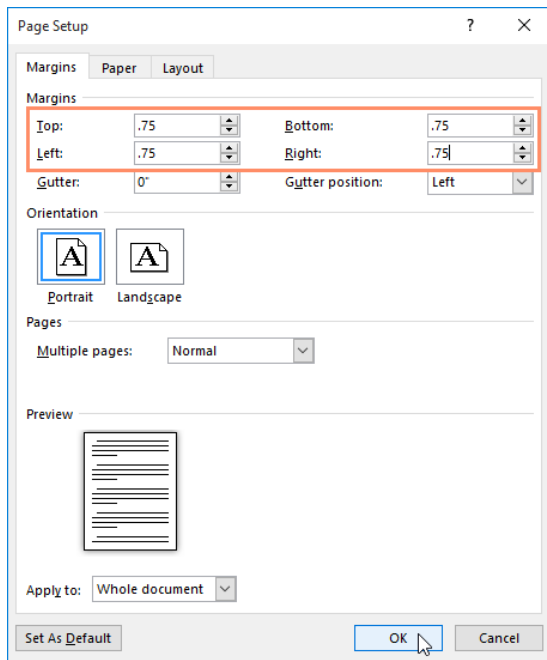 Page Setup ? ×
Margins Paper Layout
Margins
Top: .75 Bottom: .75
Left: .75 Right: .75
Gutter: 0" Gutter position: Left
Orientation
A A
Portrait Landscape
Pages
Multiple pages: Normal
Preview
Apply to: Whole document
Set As Default OK Cancel